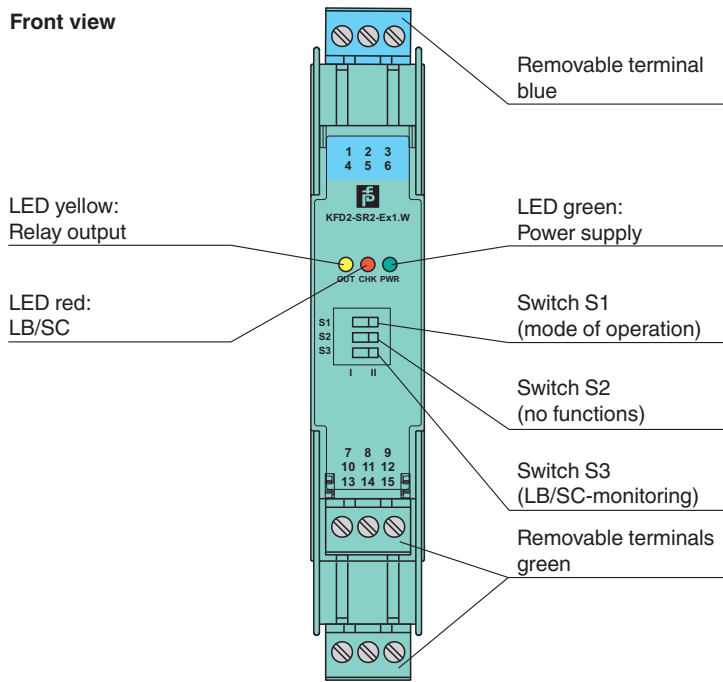 Front view
Removable terminal
blue
1 2 3
4 5 6
KFD2-SR2-Ex1.W
LED yellow:
Relay output
LED green:
Power supply
OUT CHK PWR
LED red:
LB/SC
Switch S1
(mode of operation)
S1
S2
S3
I II
Switch S2
(no functions)
7 8 9
10 11 12
13 14 15
Switch S3
(LB/SC-monitoring)
Removable terminals
green